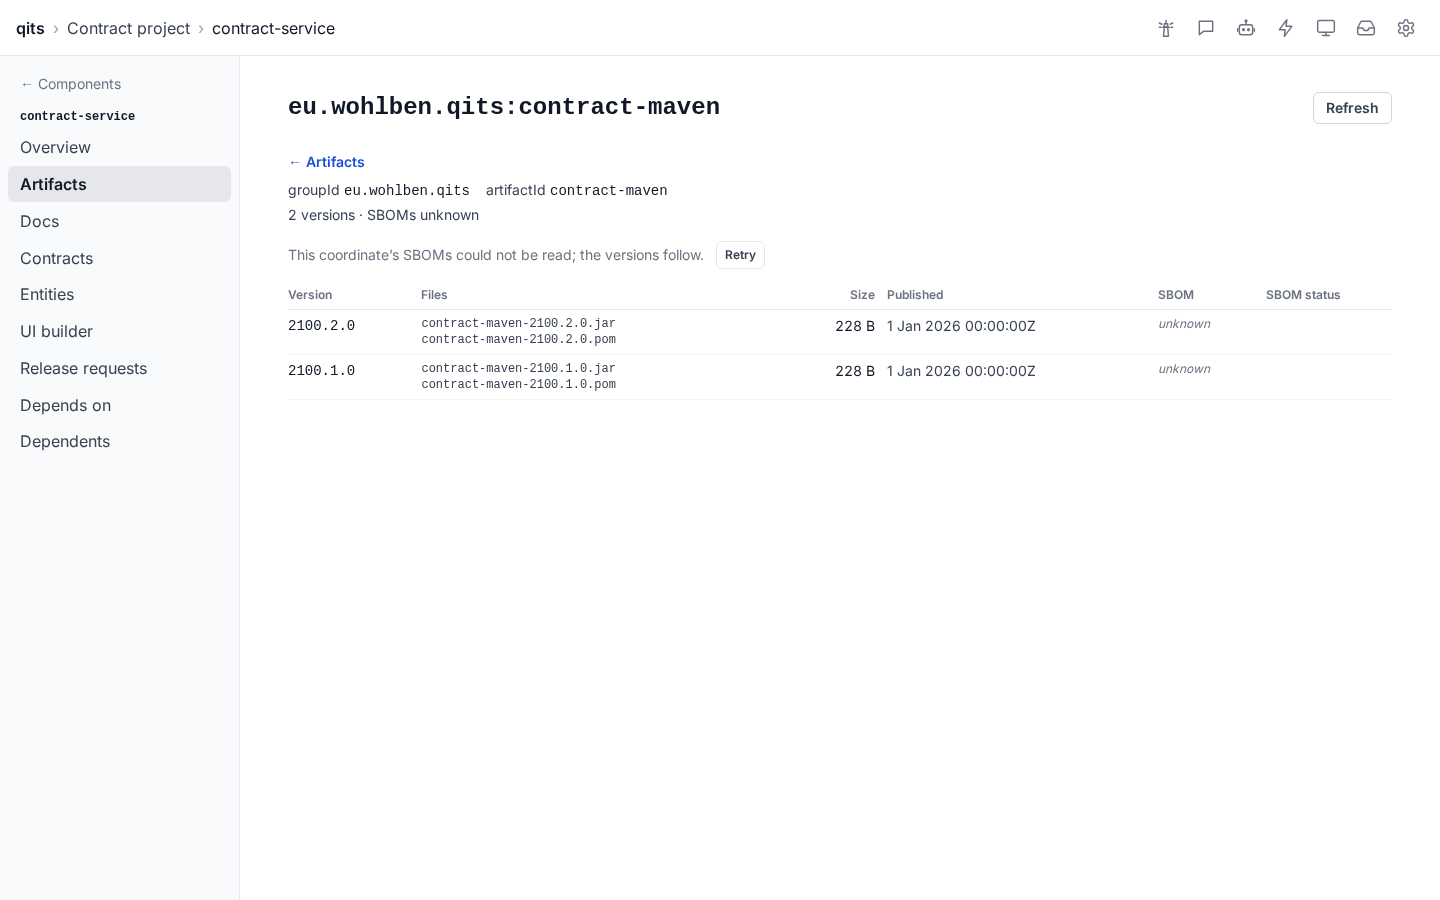 qits › Contract project › contract-service
← Components
contract-service
Overview
Artifacts
Docs
Contracts
Entities
UI builder
Release requests
Depends on
Dependents
eu.wohlben.qits:contract-maven
Refresh
← Artifacts
groupId eu.wohlben.qits artifactId contract-maven
2 versions · SBOMs unknown
This coordinate’s SBOMs could not be read; the versions follow. Retry
Version Files Size Published SBOM SBOM status
2100.2.0 contract-maven-2100.2.0.jar 228 B 1 Jan 2026 00:00:00Z unknown
contract-maven-2100.2.0.pom
2100.1.0 contract-maven-2100.1.0.jar 228 B 1 Jan 2026 00:00:00Z unknown
contract-maven-2100.1.0.pom